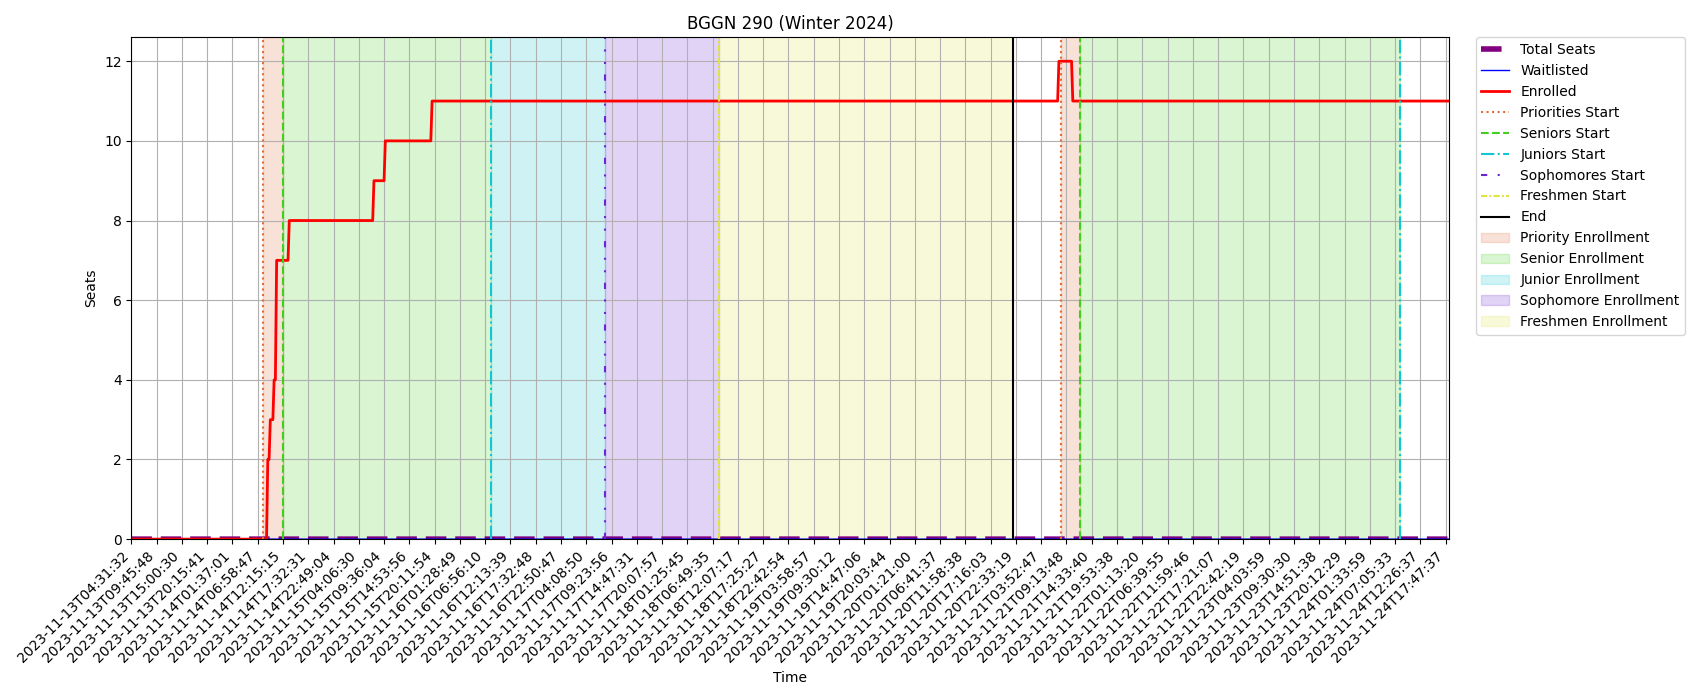 BGGN 290 (Winter 2024)
Total Seats
Waitlisted
Enrolled
Priorities Start
Seniors Start
Juniors Start
Sophomores Start
Freshmen Start
End
Priority Enrollment
Senior Enrollment
Junior Enrollment
Sophomore Enrollment
Freshmen Enrollment
Seats
12
10
8
6
4
2
0
2023-11-13T04:31:32
2023-11-13T09:45:48
2023-11-13T15:00:30
2023-11-13T20:15:41
2023-11-14T01:37:01
2023-11-14T06:58:47
2023-11-14T12:15:15
2023-11-14T17:32:31
2023-11-14T22:49:04
2023-11-15T04:06:30
2023-11-15T09:36:04
2023-11-15T14:53:56
2023-11-15T20:11:54
2023-11-16T01:28:49
2023-11-16T06:56:10
2023-11-16T12:13:39
2023-11-16T17:32:48
2023-11-16T22:50:47
2023-11-17T04:08:50
2023-11-17T09:23:56
2023-11-17T14:47:31
2023-11-17T20:07:57
2023-11-18T01:25:45
2023-11-18T06:49:35
2023-11-18T12:07:17
2023-11-18T17:25:27
2023-11-18T22:42:54
2023-11-19T03:58:57
2023-11-19T09:30:12
2023-11-19T14:47:06
2023-11-19T20:03:44
2023-11-20T01:21:00
2023-11-20T06:41:37
2023-11-20T11:58:38
2023-11-20T17:16:03
2023-11-20T22:33:19
2023-11-21T03:52:47
2023-11-21T09:13:48
2023-11-21T14:33:40
2023-11-21T19:53:38
2023-11-22T01:13:20
2023-11-22T06:39:55
2023-11-22T11:59:46
2023-11-22T17:21:07
2023-11-22T22:42:19
2023-11-23T04:03:59
2023-11-23T09:30:30
2023-11-23T14:51:38
2023-11-23T20:12:29
2023-11-24T01:33:59
2023-11-24T07:05:33
2023-11-24T12:26:37
2023-11-24T17:47:37
Time